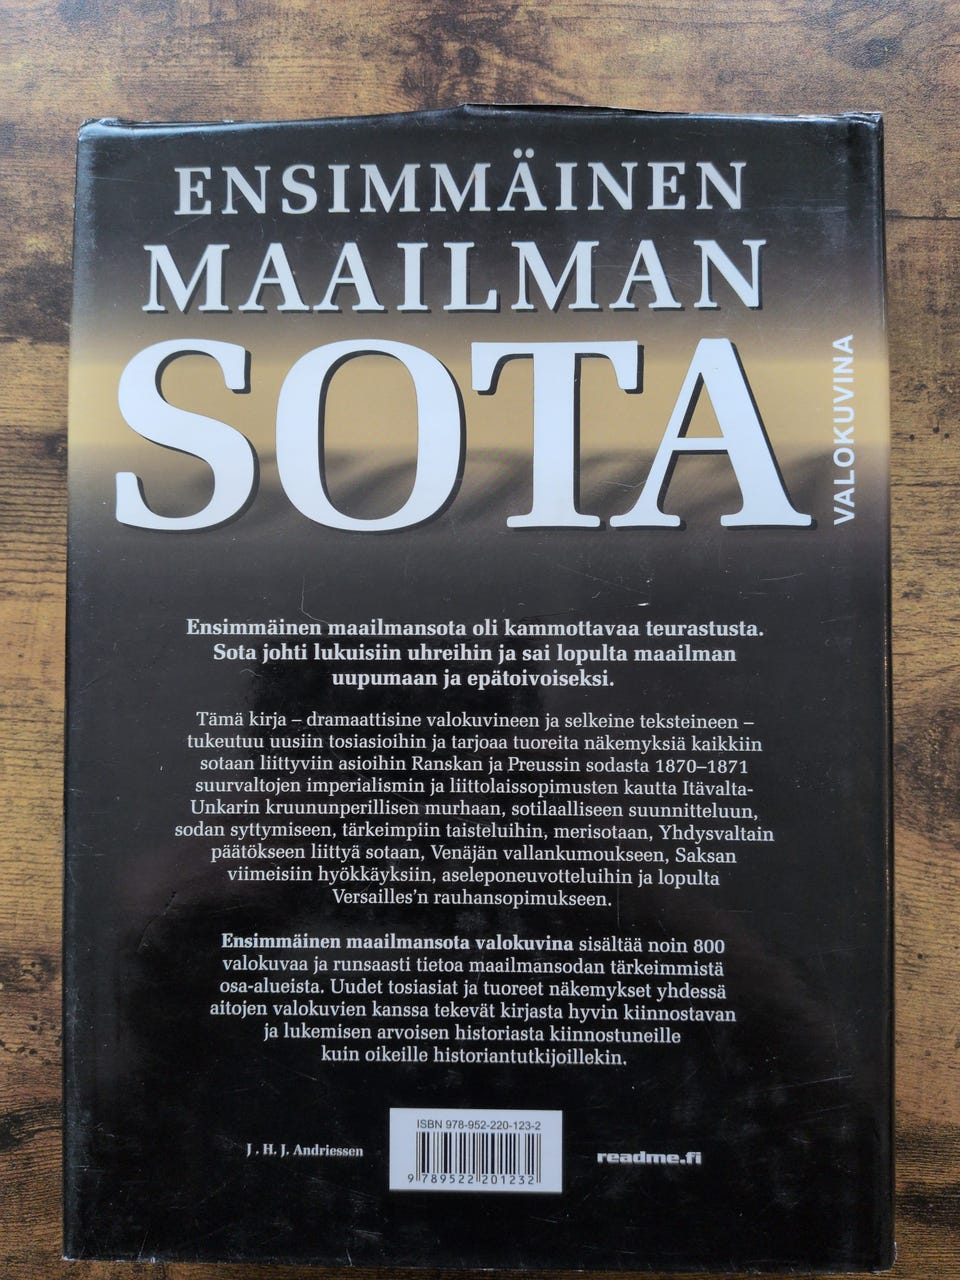 ENSIMMÄINEN
MAAILMAN
SOTA
VALOKUVINA
Ensimmäinen maailmansota oli kammottavaa teurastusta.
Sota johti lukuisiin uhreihin ja sai lopulta maailman
uupumaan ja epätoivoiseksi.
Tämä kirja – dramaattisine valokuvineen ja selkeine teksteineen –
tukeutuu uusiin tosiasioihin ja tarjoaa tuoreita näkemyksiä kaikkiin
sotaan liittyviin asioihin Ranskan ja Preussin sodasta 1870–1871
suurvaltojen imperialismin ja liittolaissopimusten kautta Itävalta-
Unkarin kruununperillisen murhaan, sotilaalliseen suunnitteluun,
sodan syttymiseen, tärkeimpiin taisteluihin, merisotaan, Yhdysvaltain
päätökseen liittyä sotaan, Venäjän vallankumoukseen, Saksan
viimeisiin hyökkäyksiin, aseleponeuvotteluihin ja lopulta
Versailles'n rauhansopimukseen.
Ensimmäinen maailmansota valokuvina sisältää noin 800
valokuvaa ja runsaasti tietoa maailmansodan tärkeimmistä
osa-alueista. Uudet tosiasiat ja tuoreet näkemykset yhdessä
aitojen valokuvien kanssa tekevät kirjasta hyvin kiinnostavan
ja lukemisen arvoisen historiasta kiinnostuneille
kuin oikeille historiantutkijoillekin.
J . H. J. Andriessen
ISBN 978-952-220-123-2
9 789522 201232
readme.fi